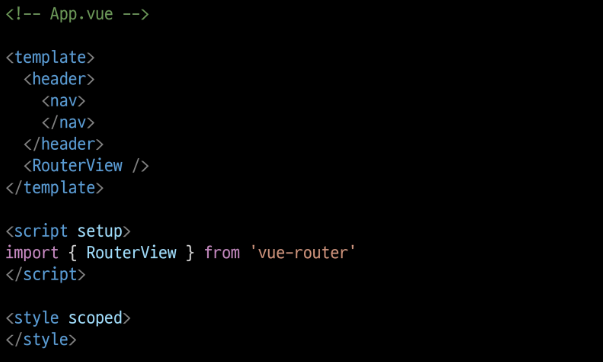 <!-- App.vue -->
<template>
  <header>
    <nav>
    </nav>
  </header>
  <RouterView />
</template>
<script setup>
import { RouterView } from 'vue-router'
</script>
<style scoped>
</style>